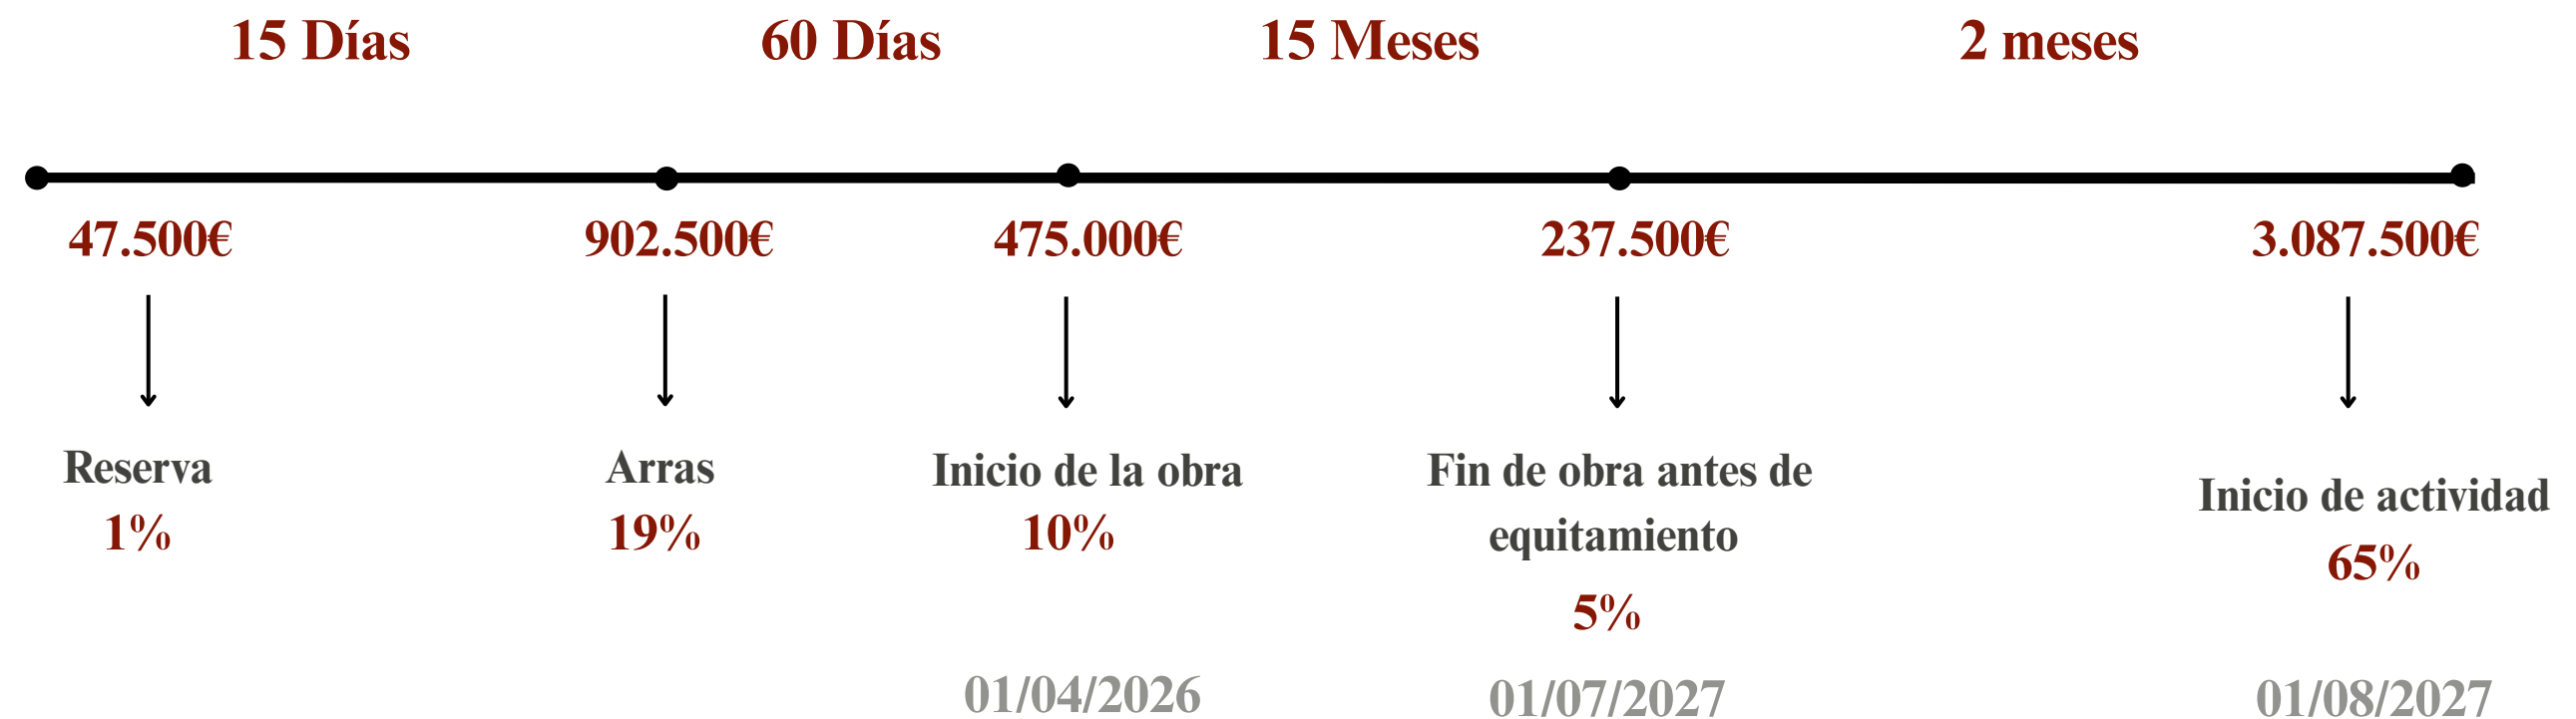 15 Días
60 Días
15 Meses
2 meses
47.500€
902.500€
475.000€
237.500€
3.087.500€
Reserva
1%
Arras
19%
Inicio de la obra
10%
Fin de obra antes de
equitamiento
5%
Inicio de actividad
65%
01/04/2026
01/07/2027
01/08/2027